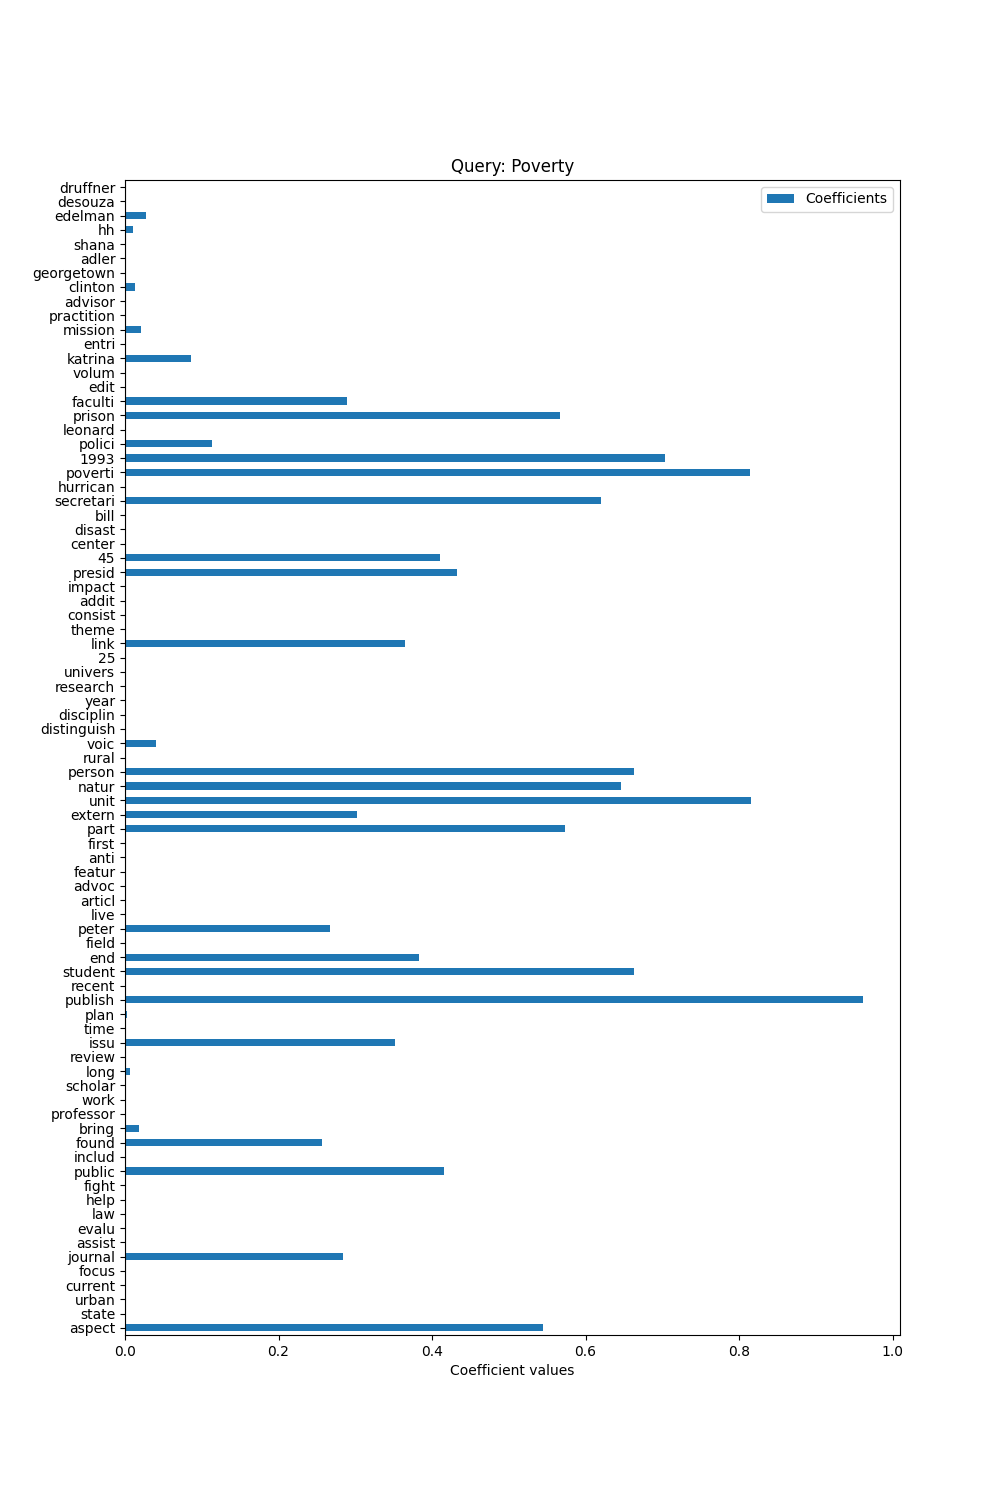 Query: Poverty
Coefficients
druffner
desouza
edelman
hh
shana
adler
georgetown
clinton
advisor
practition
mission
entri
katrina
volum
edit
faculti
prison
leonard
polici
1993
poverti
hurrican
secretari
bill
disast
center
45
presid
impact
addit
consist
theme
link
25
univers
research
year
disciplin
distinguish
voic
rural
person
natur
unit
extern
part
first
anti
featur
advoc
articl
live
peter
field
end
student
recent
publish
plan
time
issu
review
long
scholar
work
professor
bring
found
includ
public
fight
help
law
evalu
assist
journal
focus
current
urban
state
aspect
0.0 0.2 0.4 0.6 0.8 1.0
Coefficient values